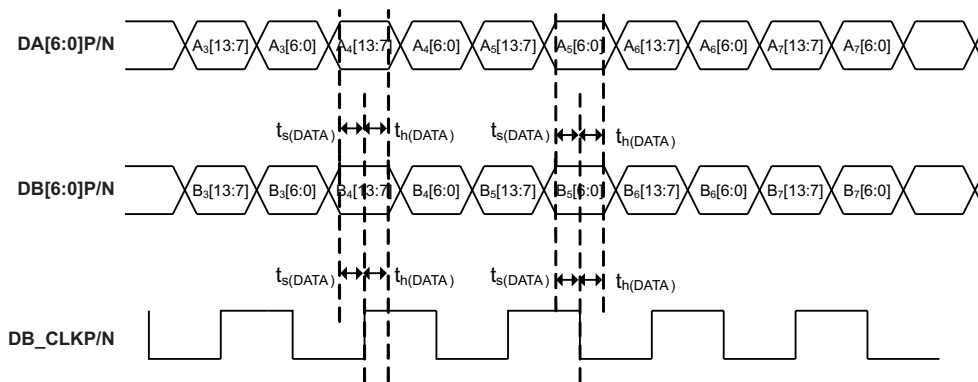 DA[6:0]P/N A₃[13:7] A₃[6:0] A₄[13:7] A₄[6:0] A₅[13:7] A₅[6:0] A₆[13:7] A₆[6:0] A₇[13:7] A₇[6:0]
tₛ(DATA) tₕ(DATA) tₛ(DATA) tₕ(DATA)
DB[6:0]P/N B₃[13:7] B₃[6:0] B₄[13:7] B₄[6:0] B₅[13:7] B₅[6:0] B₆[13:7] B₆[6:0] B₇[13:7] B₇[6:0]
tₛ(DATA) tₕ(DATA) tₛ(DATA) tₕ(DATA)
DB_CLKP/N